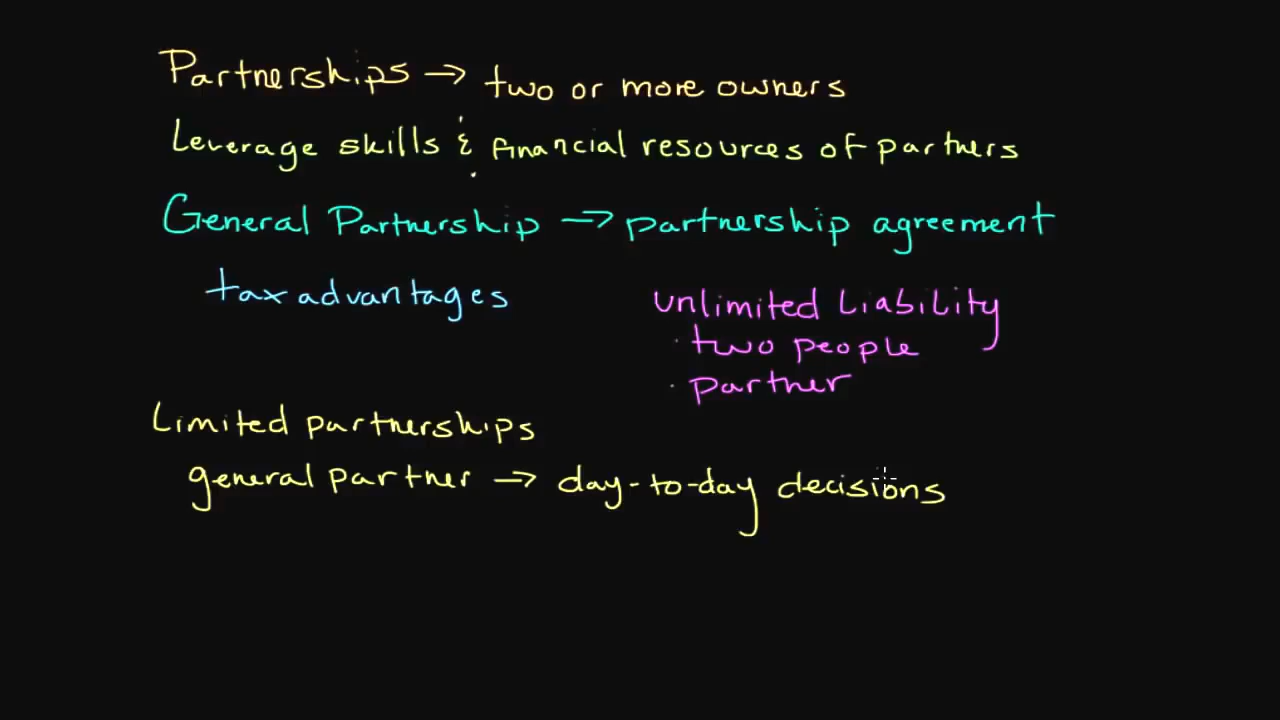 Partnerships → two or more owners
Leverage skills & financial resources of partners
General Partnership → partnership agreement
tax advantages
unlimited liability
· two people
· partner
Limited partnerships
general partner → day-to-day decisions